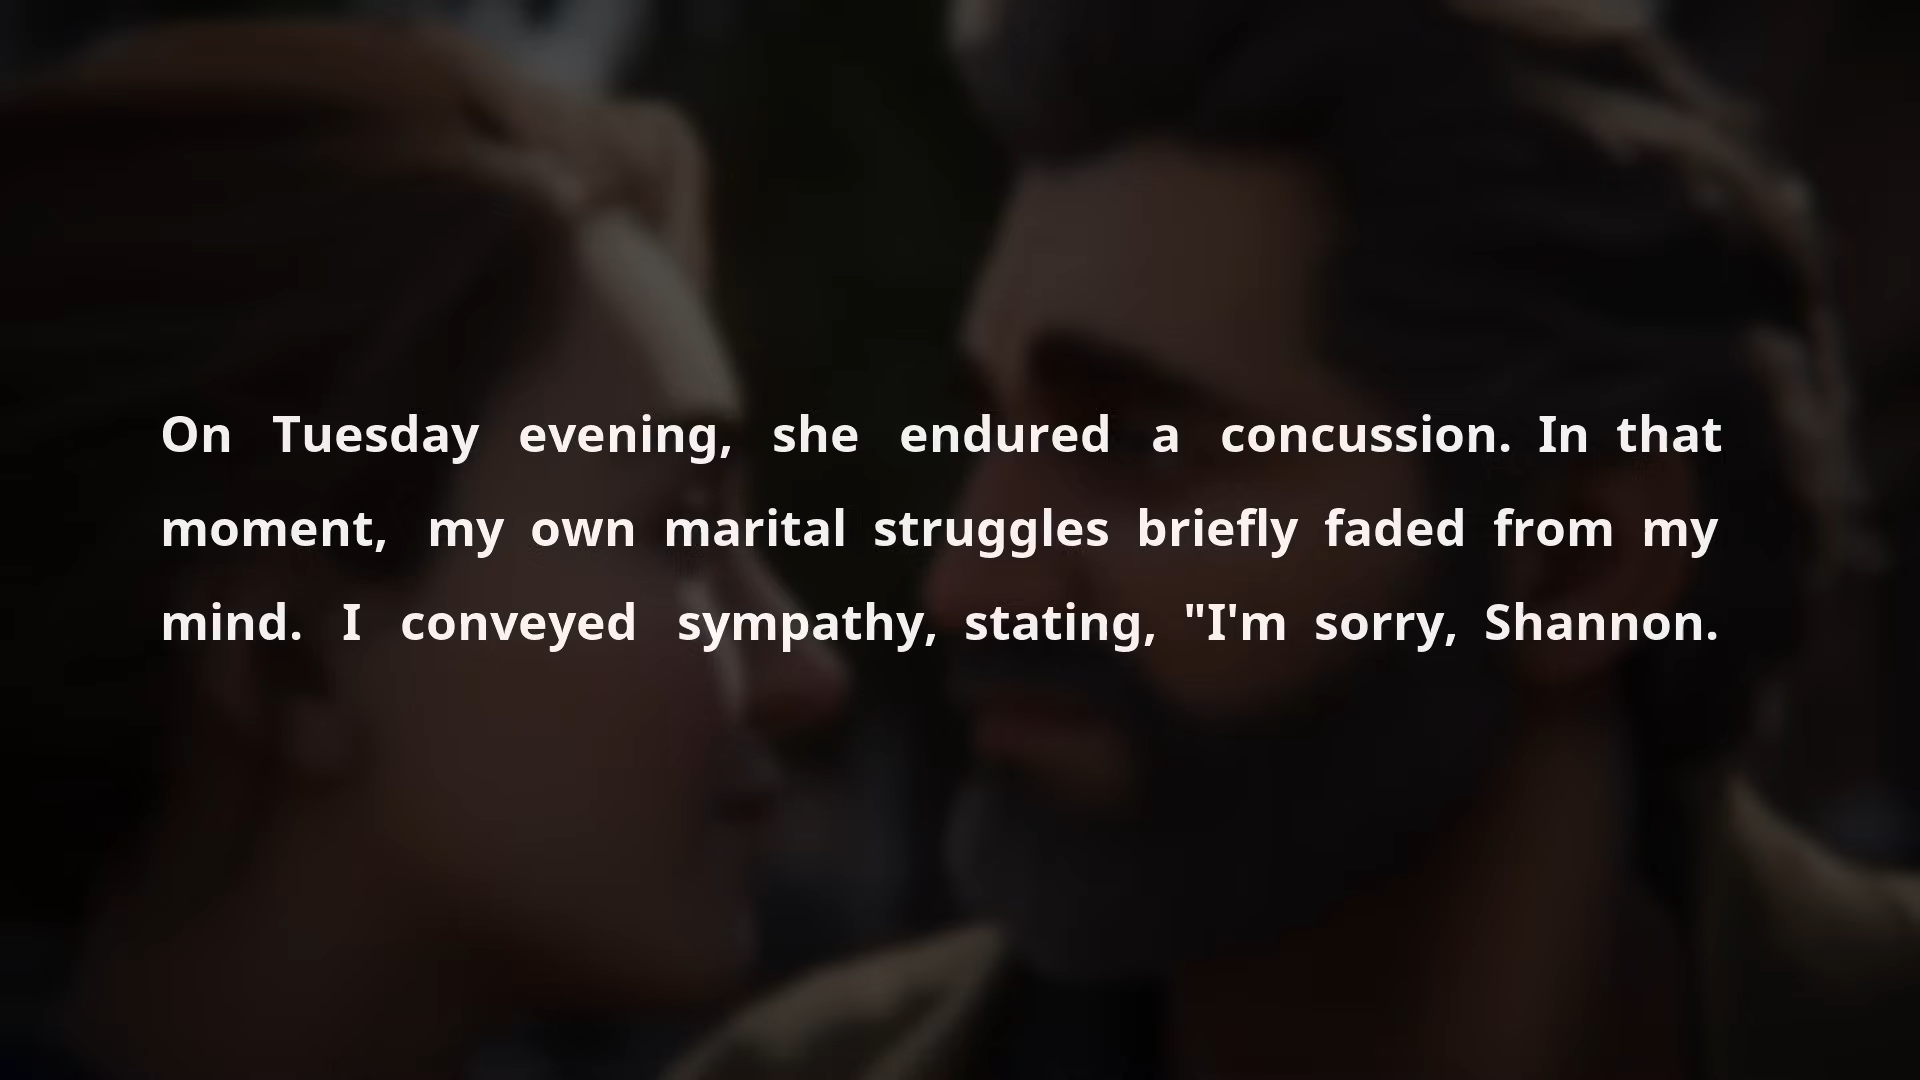 On Tuesday evening, she endured a concussion. In that
moment, my own marital struggles briefly faded from my
mind. I conveyed sympathy, stating, "I'm sorry, Shannon.